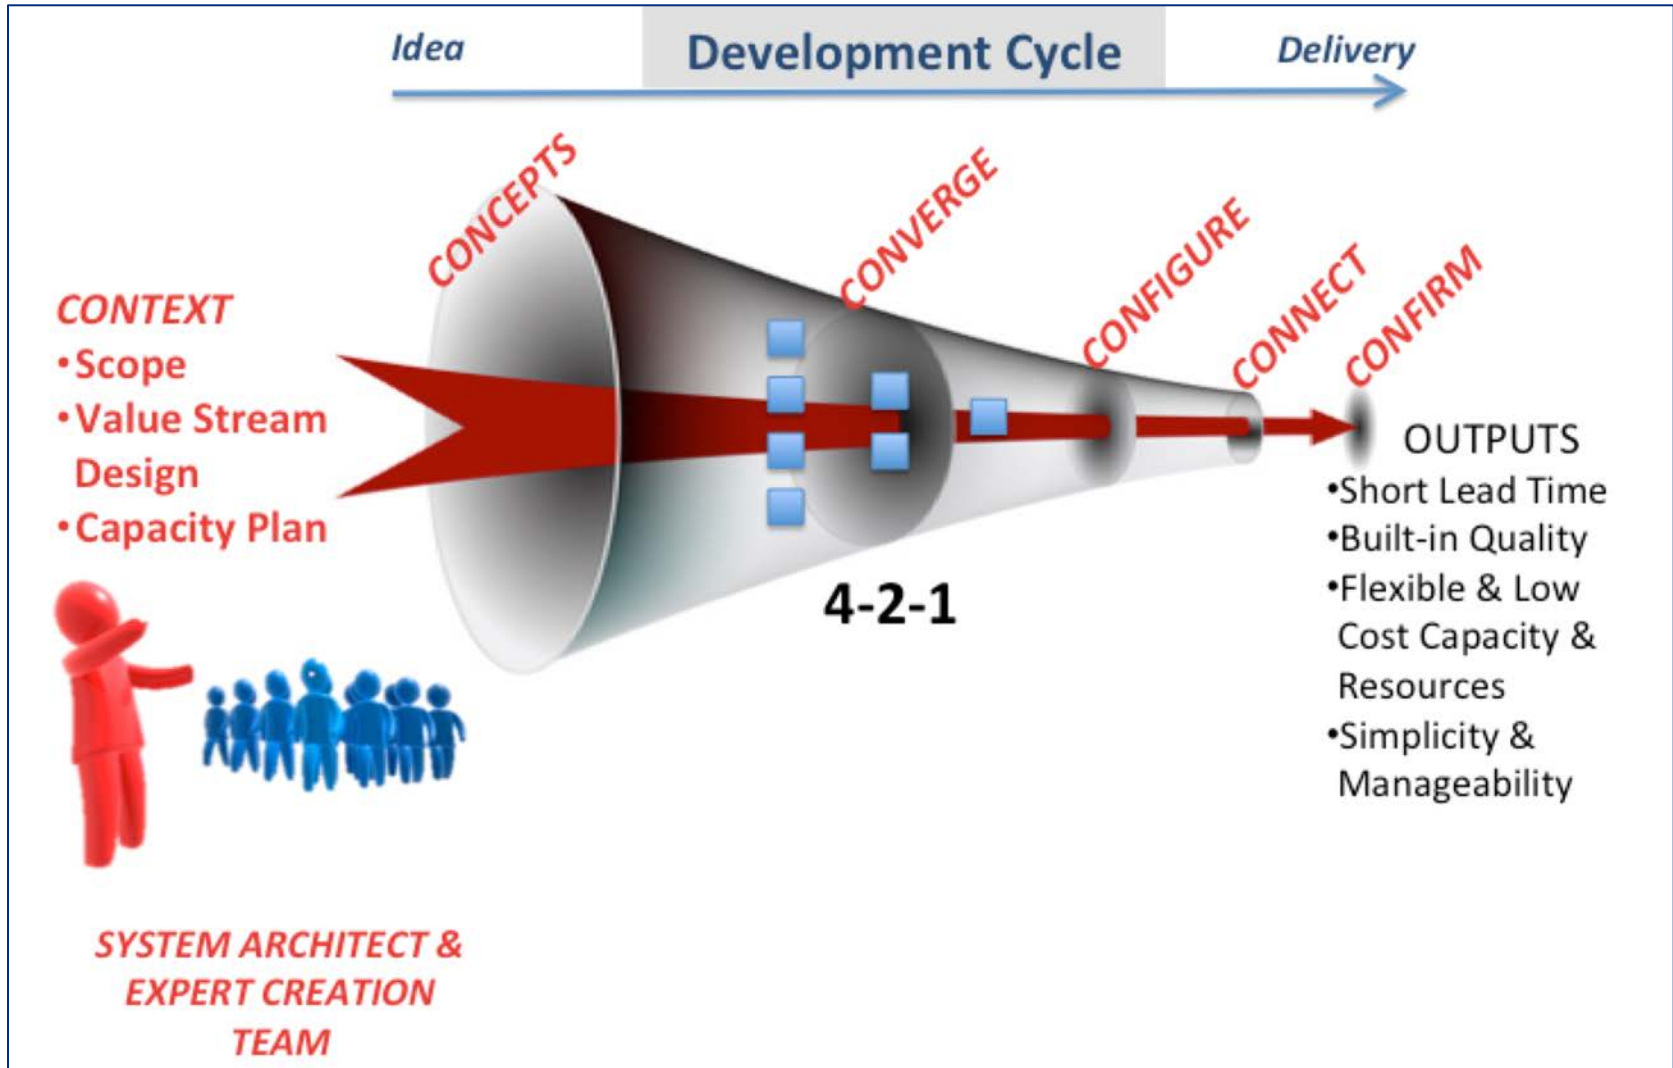 Idea
Development Cycle
Delivery
CONCEPTS
CONVERGE
CONFIGURE
CONNECT
CONFIRM
CONTEXT
•Scope
•Value Stream
Design
•Capacity Plan
4-2-1
OUTPUTS
•Short Lead Time
•Built-in Quality
•Flexible & Low
Cost Capacity &
Resources
•Simplicity &
Manageability
SYSTEM ARCHITECT &
EXPERT CREATION
TEAM